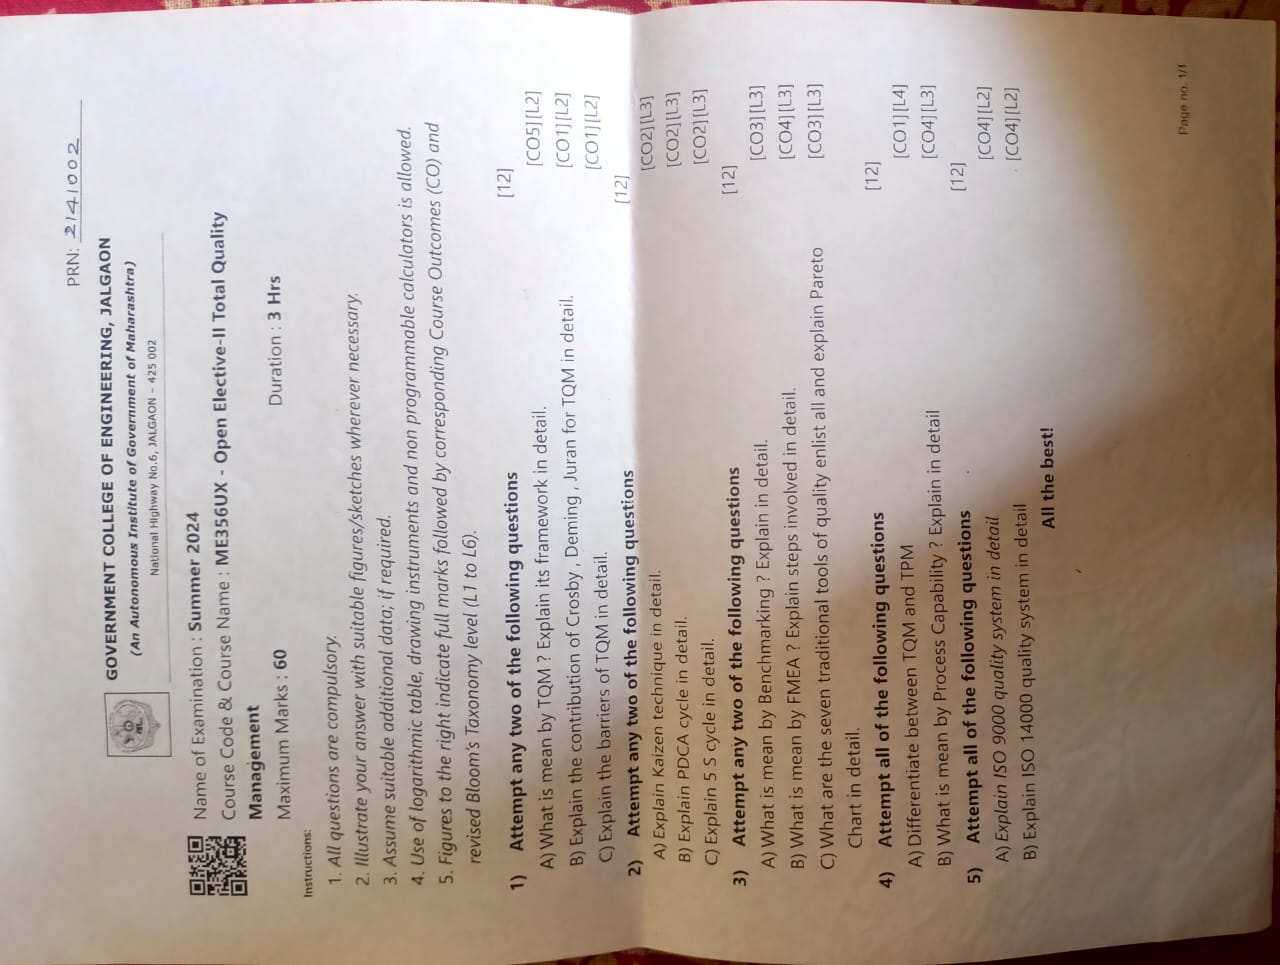 PRN: 2141002
GOVERNMENT COLLEGE OF ENGINEERING, JALGAON
(An Autonomous Institute of Government of Maharashtra)
National Highway No.6, JALGAON – 425 002
Name of Examination : Summer 2024
Course Code & Course Name : ME356UX - Open Elective-II Total Quality
Management
Maximum Marks : 60 Duration : 3 Hrs
Instructions:
1. All questions are compulsory.
2. Illustrate your answer with suitable figures/sketches wherever necessary.
3. Assume suitable additional data; if required.
4. Use of logarithmic table, drawing instruments and non programmable calculators is allowed.
5. Figures to the right indicate full marks followed by corresponding Course Outcomes (CO) and
revised Bloom's Taxonomy level (L1 to L6).
1) Attempt any two of the following questions [12]
A) What is mean by TQM ? Explain its framework in detail. [CO5][L2]
B) Explain the contribution of Crosby , Deming , Juran for TQM in detail. [CO1][L2]
C) Explain the barriers of TQM in detail. [CO1][L2]
2) Attempt any two of the following questions [12]
A) Explain Kaizen technique in detail. [CO2][L3]
B) Explain PDCA cycle in detail. [CO2][L3]
C) Explain 5 S cycle in detail. [CO2][L3]
3) Attempt any two of the following questions [12]
A) What is mean by Benchmarking ? Explain in detail. [CO3][L3]
B) What is mean by FMEA ? Explain steps involved in detail. [CO4][L3]
C) What are the seven traditional tools of quality enlist all and explain Pareto [CO3][L3]
Chart in detail.
4) Attempt all of the following questions [12]
A) Differentiate between TQM and TPM [CO1][L4]
B) What is mean by Process Capability ? Explain in detail [CO4][L3]
5) Attempt all of the following questions [12]
A) Explain ISO 9000 quality system in detail [CO4][L2]
B) Explain ISO 14000 quality system in detail [CO4][L2]
All the best!
Page no. 1/1